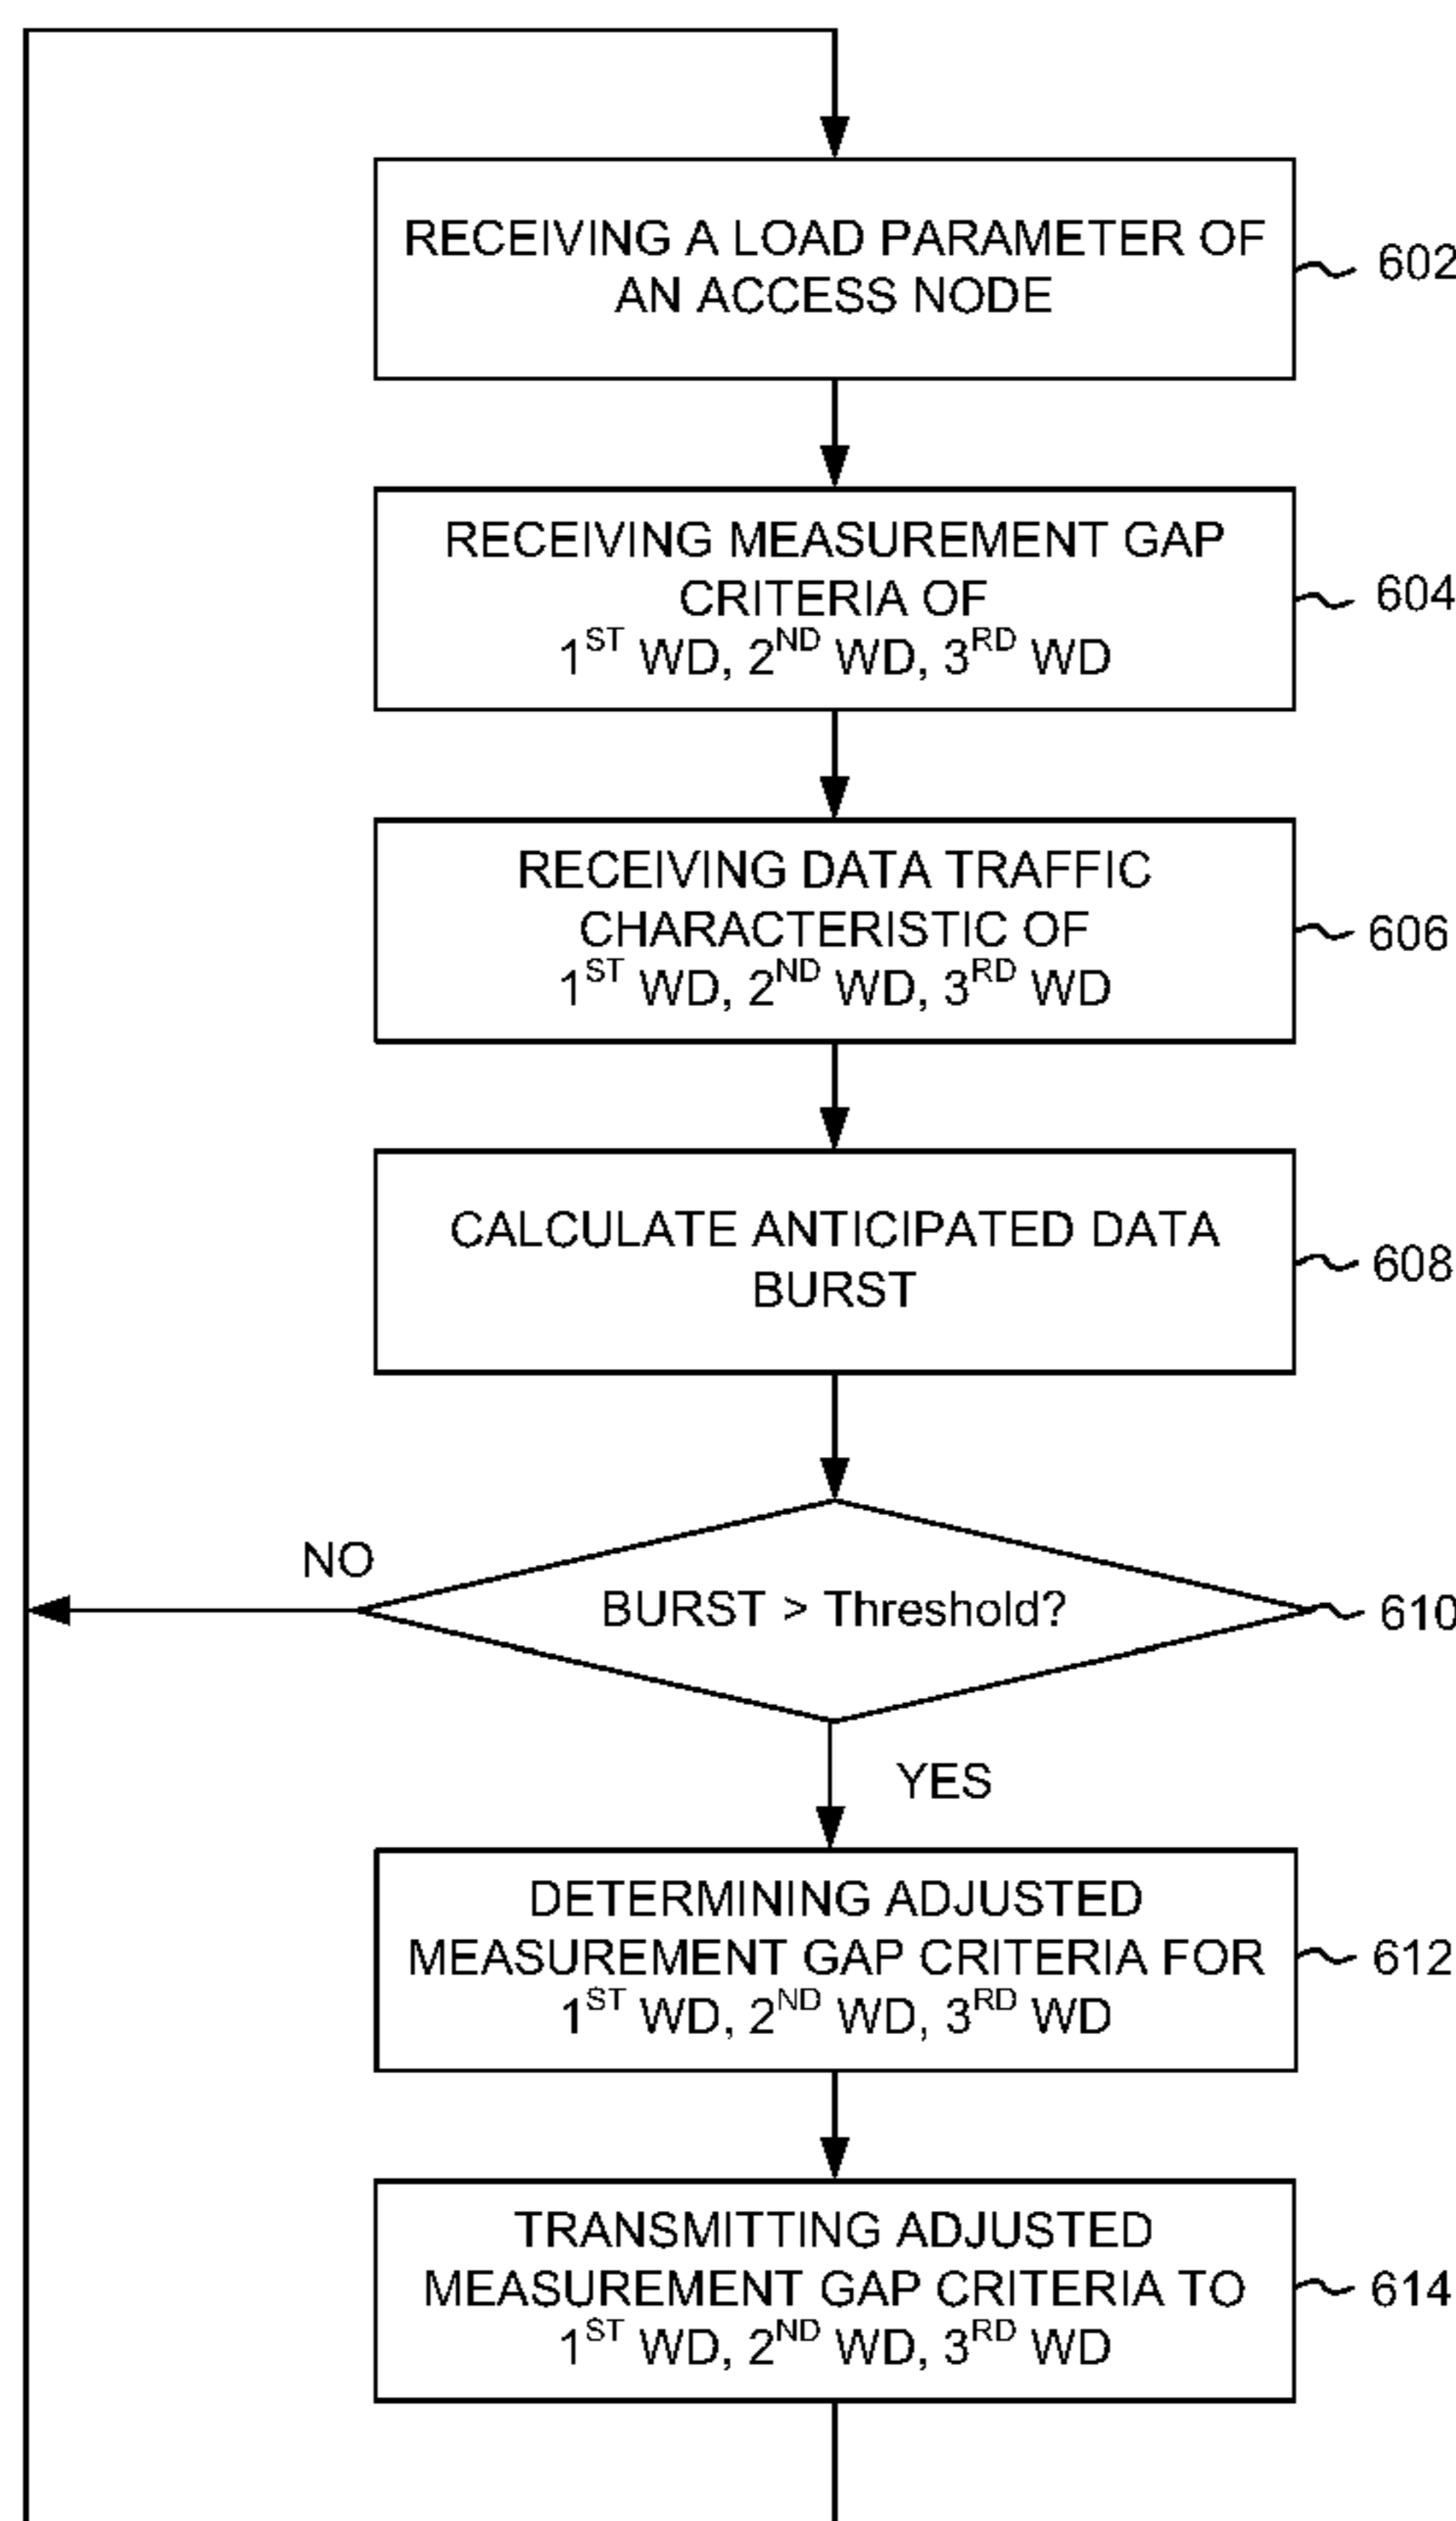 RECEIVING A LOAD PARAMETER OF
AN ACCESS NODE
602
RECEIVING MEASUREMENT GAP
CRITERIA OF
1ST WD, 2ND WD, 3RD WD
604
RECEIVING DATA TRAFFIC
CHARACTERISTIC OF
1ST WD, 2ND WD, 3RD WD
606
CALCULATE ANTICIPATED DATA
BURST
608
NO
BURST > Threshold?
610
YES
DETERMINING ADJUSTED
MEASUREMENT GAP CRITERIA FOR
1ST WD, 2ND WD, 3RD WD
612
TRANSMITTING ADJUSTED
MEASUREMENT GAP CRITERIA TO
1ST WD, 2ND WD, 3RD WD
614